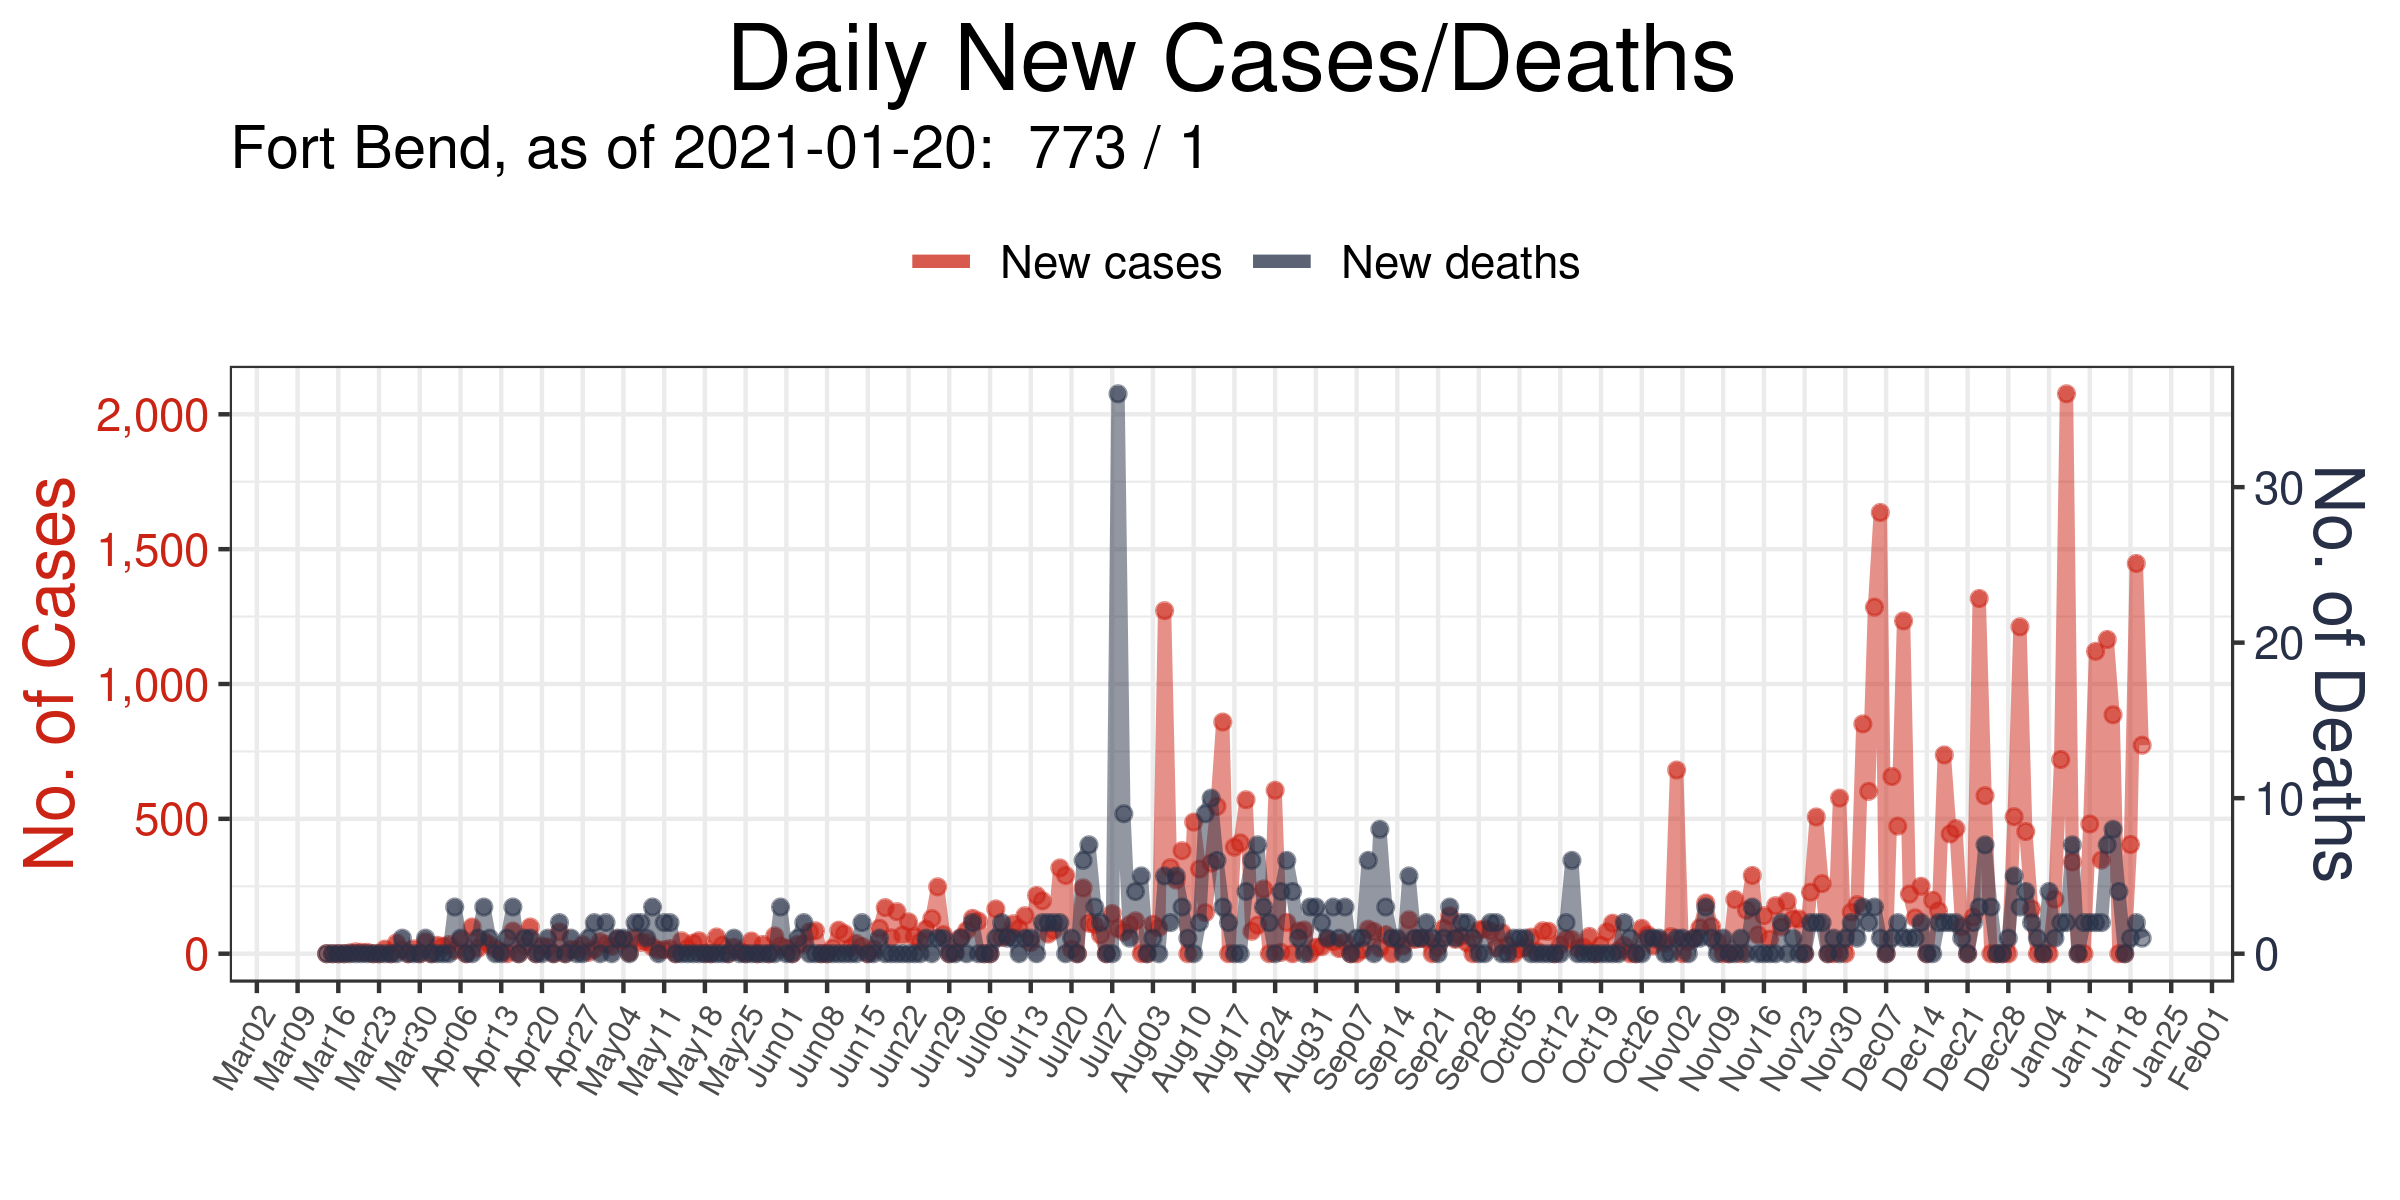 Daily New Cases/Deaths
Fort Bend, as of 2021-01-20:  773 / 1
New cases New deaths
No. of Cases
2,000
1,500
1,000
500
0
30
20
10
0
No. of Deaths
Mar02 Mar09 Mar16 Mar23 Mar30 Apr06 Apr13 Apr20 Apr27 May04 May11 May18 May25 Jun01 Jun08 Jun15 Jun22 Jun29 Jul06 Jul13 Jul20 Jul27 Aug03 Aug10 Aug17 Aug24 Aug31 Sep07 Sep14 Sep21 Sep28 Oct05 Oct12 Oct19 Oct26 Nov02 Nov09 Nov16 Nov23 Nov30 Dec07 Dec14 Dec21 Dec28 Jan04 Jan11 Jan18 Jan25 Feb01